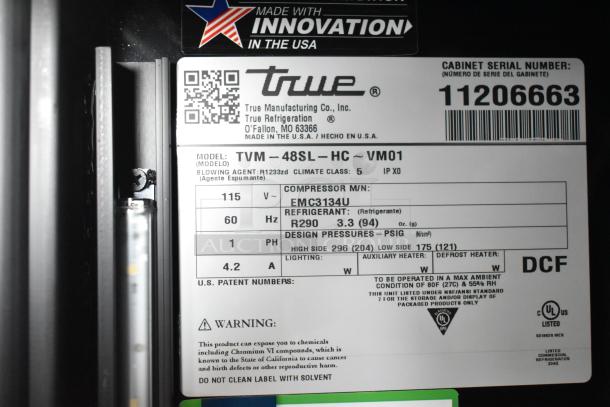 MADE WITH
INNOVATION
IN THE USA
true ®
True Manufacturing Co., Inc.
True Refrigeration ®
O'Fallon, MO 63366
MADE IN U.S.A. / HECHO EN U.S.A.
CABINET SERIAL NUMBER:
(NÚMERO DE SERIE DEL GABINETE)
11206663
MODEL: TVM-48SL-HC~VM01
(MODELO)
BLOWING AGENT: R1233zd CLIMATE CLASS: 5 IP X0
(Agente Espumante)
115 V~
COMPRESSOR M/N:
EMC3134U
60 Hz
REFRIGERANT: (Refrigerante)
R290 3.3 (94) Oz. (g)
1 PH
DESIGN PRESSURES-PSIG
HIGH SIDE 296 (204) LOW SIDE 175 (121)
4.2 A
LIGHTING: W
AUXILIARY HEATER: W
DEFROST HEATER: W
DCF
U.S. PATENT NUMBERS:
TO BE OPERATED IN A MAX AMBIENT
CONDITION OF 80F (27C) & 55% RH
THIS UNIT LISTED UNDER NSF/ANSI STANDARD
7 FOR THE STORAGE AND/OR DISPLAY OF
PACKAGED PRODUCTS ONLY
C UL US
LISTED
LISTED
COMMERCIAL
REFRIGERATOR
WARNING:
This product can expose you to chemicals
including Chromium VI compounds, which is
known to the State of California to cause cancer
and birth defects or other reproductive harm.
DO NOT CLEAN LABEL WITH SOLVENT